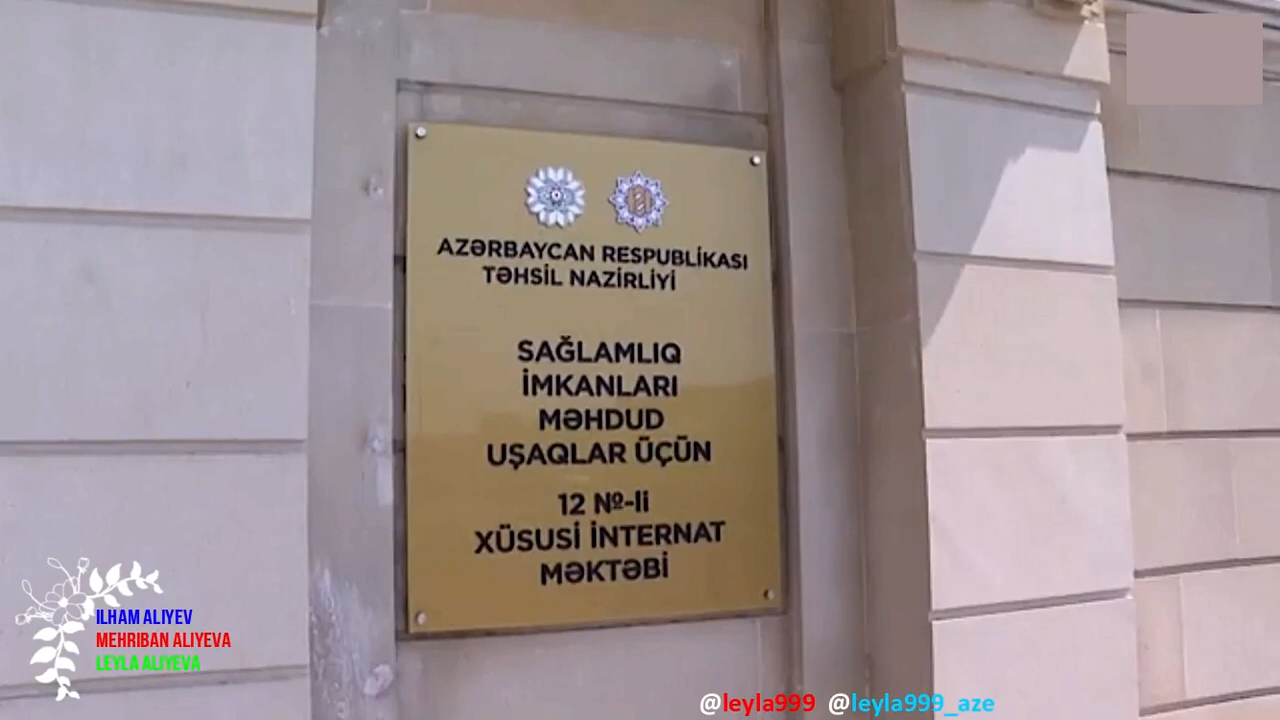 AZƏRBAYCAN RESPUBLİKASI
TƏHSİL NAZİRLİYİ
SAĞLAMLIQ
İMKANLARI
MƏHDUD
UŞAQLAR ÜÇÜN
12 №-li
XÜSUSİ İNTERNAT
MƏKTƏBİ
ILHAM ALIYEV
MEHRIBAN ALIYEVA
LEYLA ALIYEVA
@leyla999 @leyla999_aze